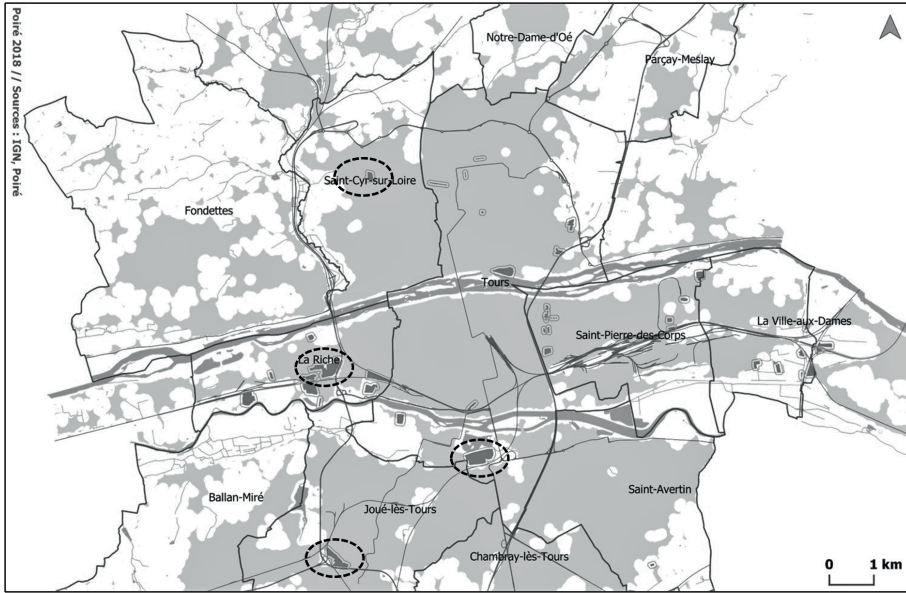 Poiré 2018 // Sources : IGN, Poiré
Notre-Dame-d'Oé
Parçay-Meslay
Saint-Cyr-sur-Loire
Fondettes
Tours
La Ville-aux-Dames
Saint-Pierre-des-Corps
La Riche
Saint-Avertin
Ballan-Miré
Joué-lès-Tours
Chambray-lès-Tours
0 1 km